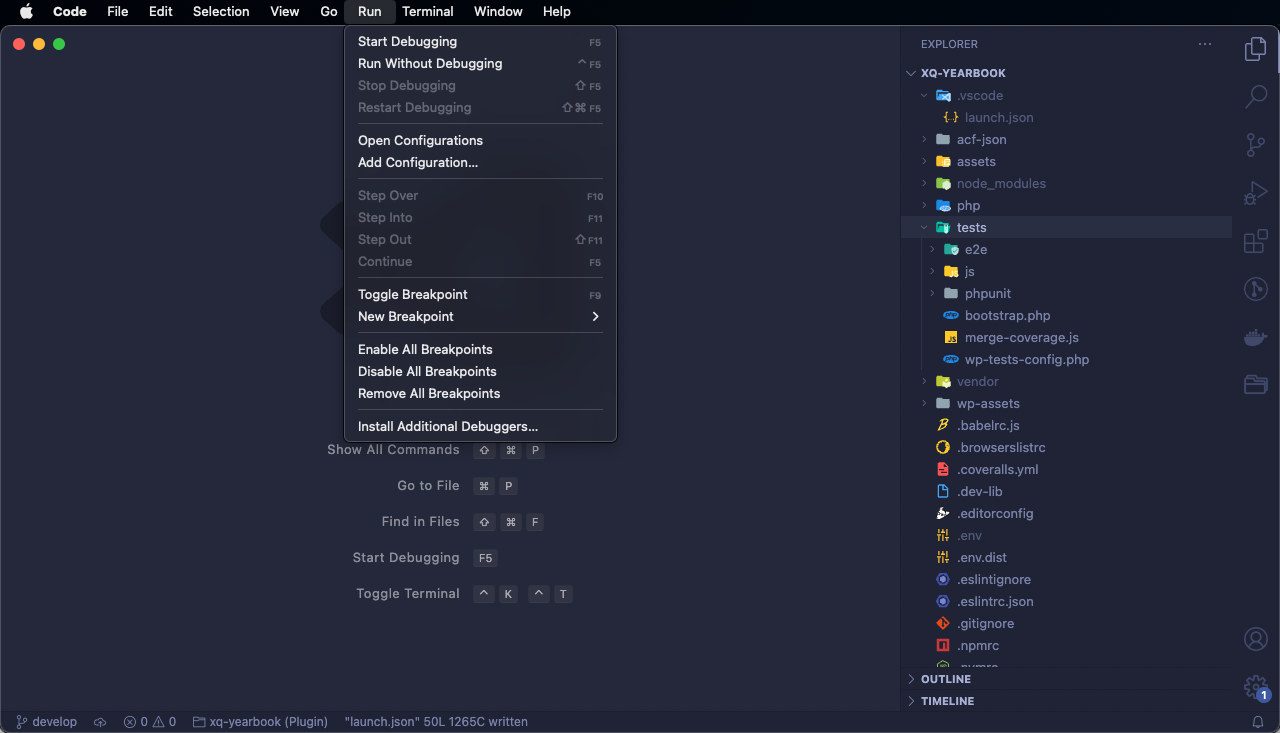 Code File Edit Selection View Go Run Terminal Window Help
Start Debugging F5
Run Without Debugging ^ F5
Stop Debugging ⇧ F5
Restart Debugging ⇧⌘ F5
Open Configurations
Add Configuration...
Step Over F10
Step Into F11
Step Out ⇧ F11
Continue F5
Toggle Breakpoint F9
New Breakpoint
Enable All Breakpoints
Disable All Breakpoints
Remove All Breakpoints
Install Additional Debuggers...
Show All Commands ⇧ ⌘ P
Go to File ⌘ P
Find in Files ⇧ ⌘ F
Start Debugging F5
Toggle Terminal ^ K ^ T
EXPLORER
XQ-YEARBOOK
.vscode
launch.json
acf-json
assets
node_modules
php
tests
e2e
js
phpunit
bootstrap.php
merge-coverage.js
wp-tests-config.php
vendor
wp-assets
.babelrc.js
.browserslistrc
.coveralls.yml
.dev-lib
.editorconfig
.env
.env.dist
.eslintignore
.eslintrc.json
.gitignore
.npmrc
OUTLINE
TIMELINE
1
develop 0 0 xq-yearbook (Plugin) "launch.json" 50L 1265C written